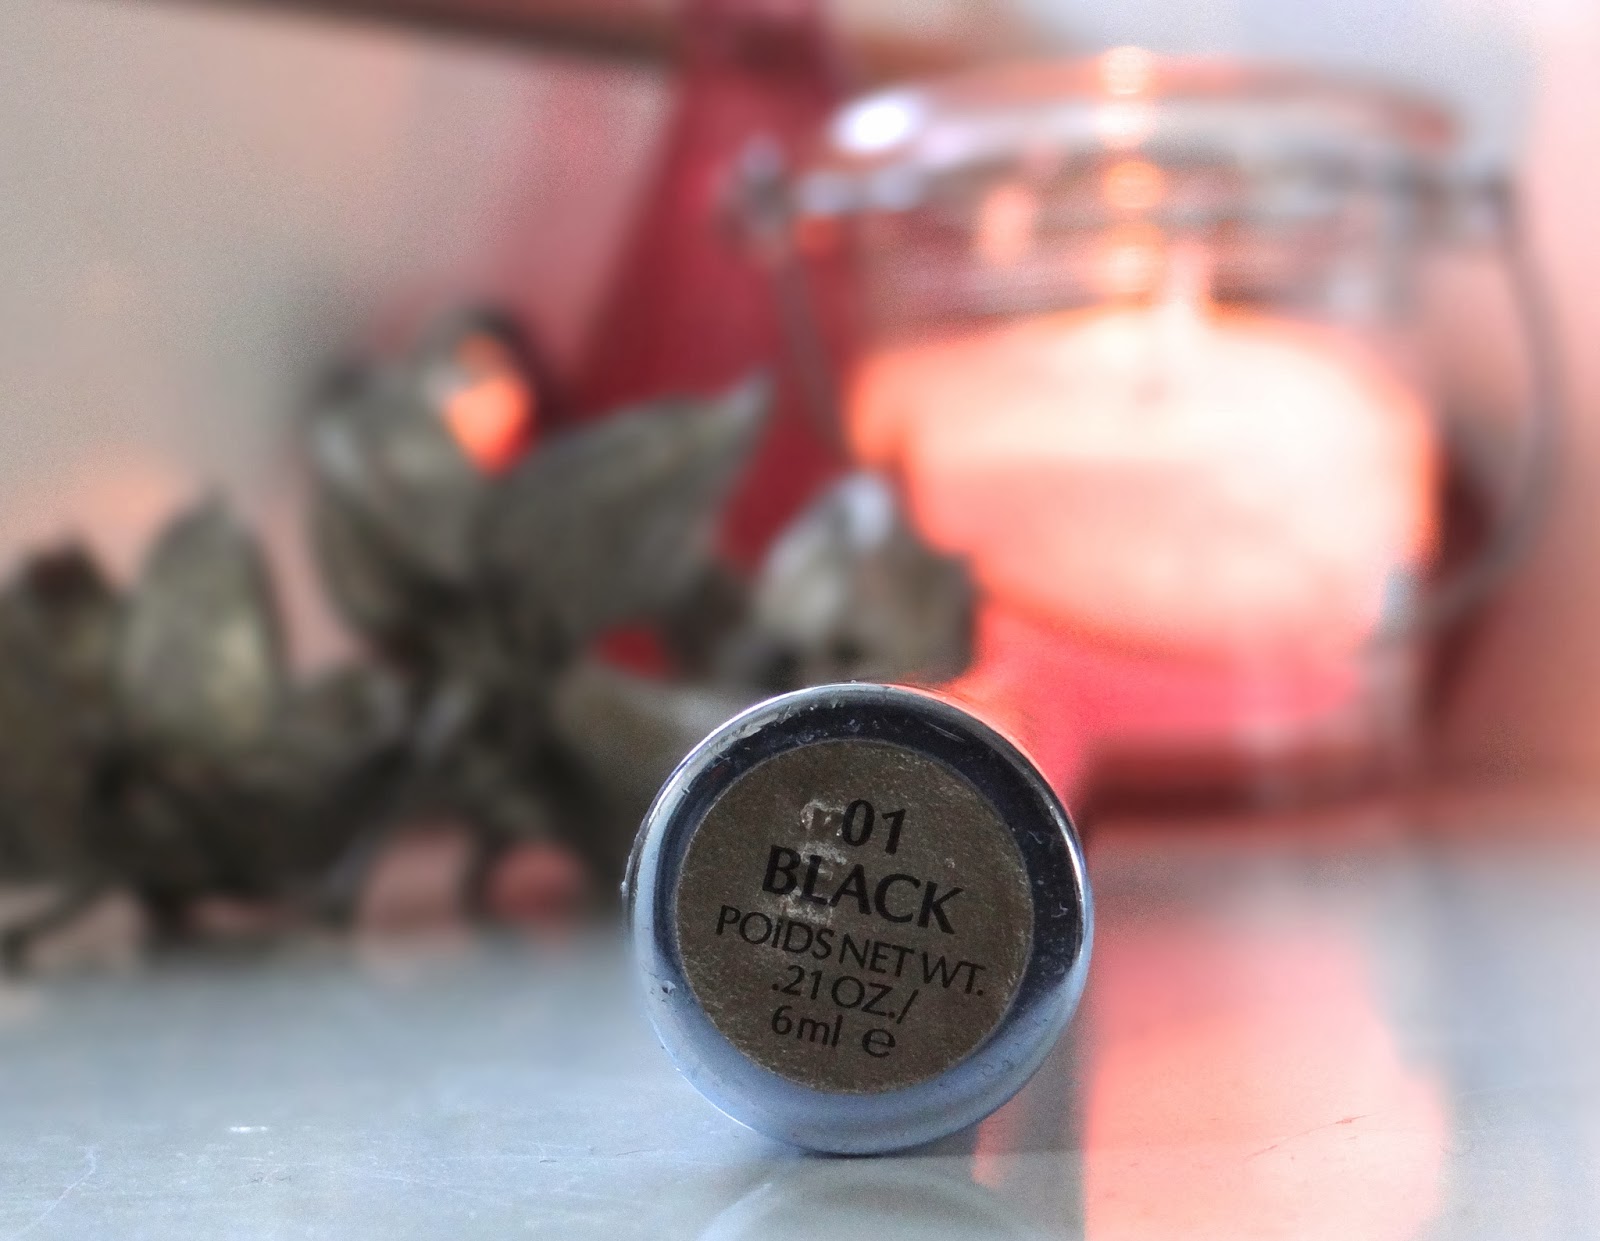 01
BLACK
POiDS NET WT.
.21 OZ./
6ml ℮